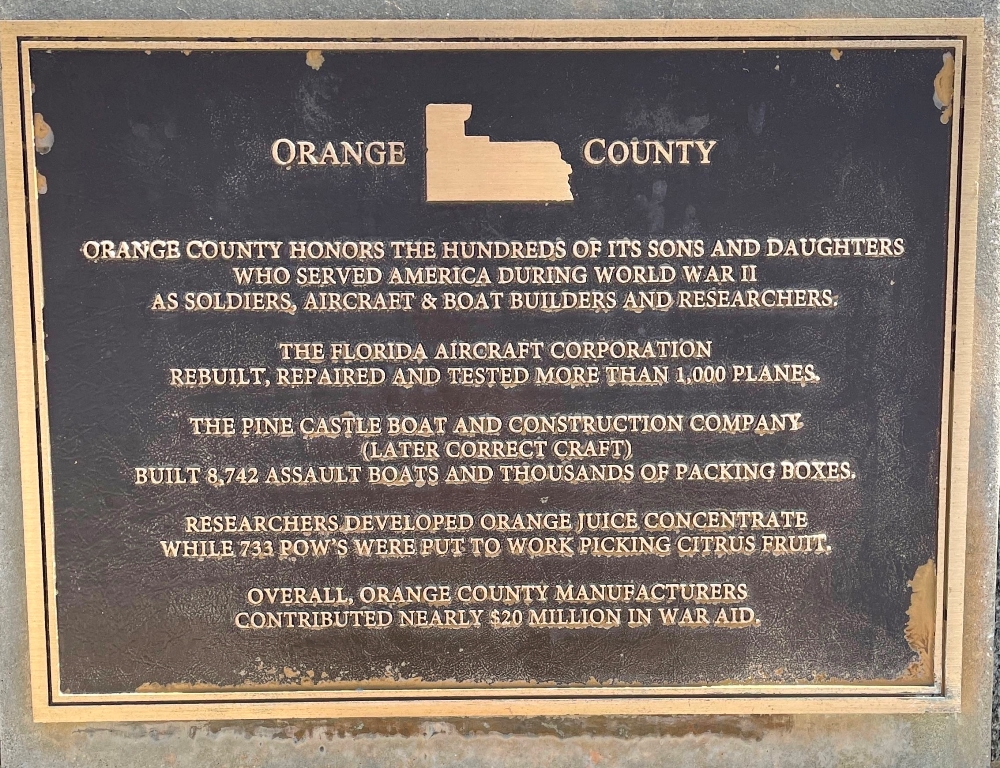 ORANGE COUNTY
ORANGE COUNTY HONORS THE HUNDREDS OF ITS SONS AND DAUGHTERS
WHO SERVED AMERICA DURING WORLD WAR II
AS SOLDIERS, AIRCRAFT & BOAT BUILDERS AND RESEARCHERS.
THE FLORIDA AIRCRAFT CORPORATION
REBUILT, REPAIRED AND TESTED MORE THAN 1,000 PLANES.
THE PINE CASTLE BOAT AND CONSTRUCTION COMPANY
(LATER CORRECT CRAFT)
BUILT 8,742 ASSAULT BOATS AND THOUSANDS OF PACKING BOXES.
RESEARCHERS DEVELOPED ORANGE JUICE CONCENTRATE
WHILE 733 POW'S WERE PUT TO WORK PICKING CITRUS FRUIT.
OVERALL, ORANGE COUNTY MANUFACTURERS
CONTRIBUTED NEARLY $20 MILLION IN WAR AID.